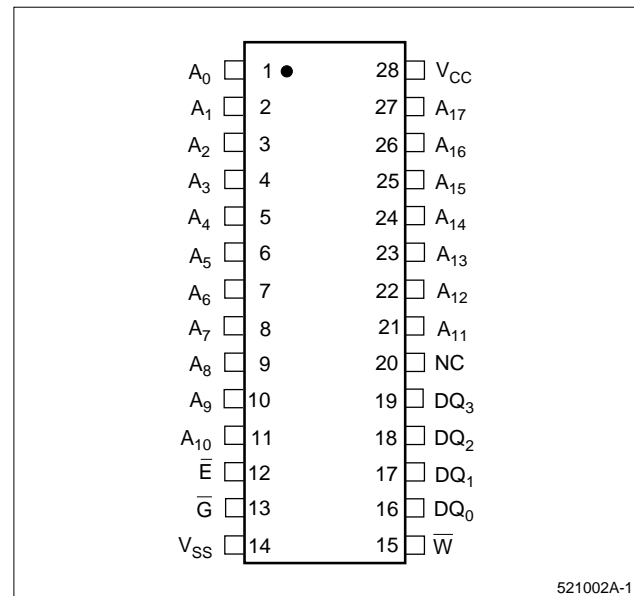 A0 1 28 VCC
A1 2 27 A17
A2 3 26 A16
A3 4 25 A15
A4 5 24 A14
A5 6 23 A13
A6 7 22 A12
A7 8 21 A11
A8 9 20 NC
A9 10 19 DQ3
A10 11 18 DQ2
E̅ 12 17 DQ1
G̅ 13 16 DQ0
VSS 14 15 W̅
521002A-1